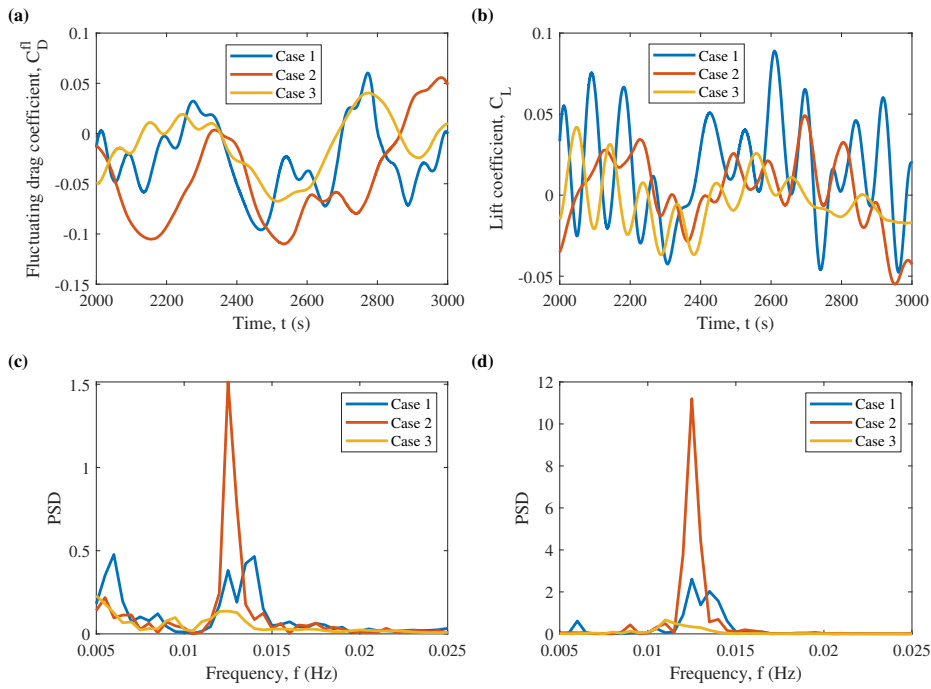 (a)
Fluctuating drag coefficient, C_D^fl
0.1
0.05
0
-0.05
-0.1
-0.15
2000 2200 2400 2600 2800 3000
Time, t (s)
Case 1
Case 2
Case 3
(b)
Lift coefficient, C_L
0.1
0.05
0
-0.05
2000 2200 2400 2600 2800 3000
Time, t (s)
Case 1
Case 2
Case 3
(c)
PSD
1.5
1
0.5
0
0.005 0.01 0.015 0.02 0.025
Frequency, f (Hz)
Case 1
Case 2
Case 3
(d)
PSD
12
10
8
6
4
2
0
0.005 0.01 0.015 0.02 0.025
Frequency, f (Hz)
Case 1
Case 2
Case 3